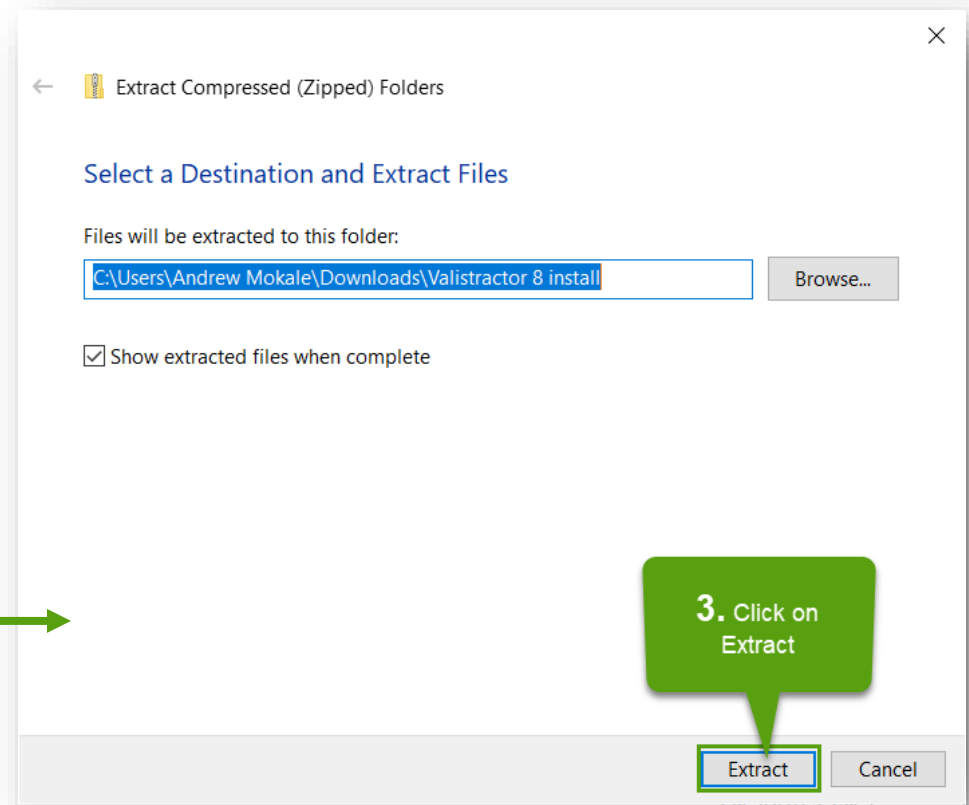 Extract Compressed (Zipped) Folders
Select a Destination and Extract Files
Files will be extracted to this folder:
C:\Users\Andrew Mokale\Downloads\Valistractor 8 install
Browse...
Show extracted files when complete
3. Click on
Extract
Extract
Cancel